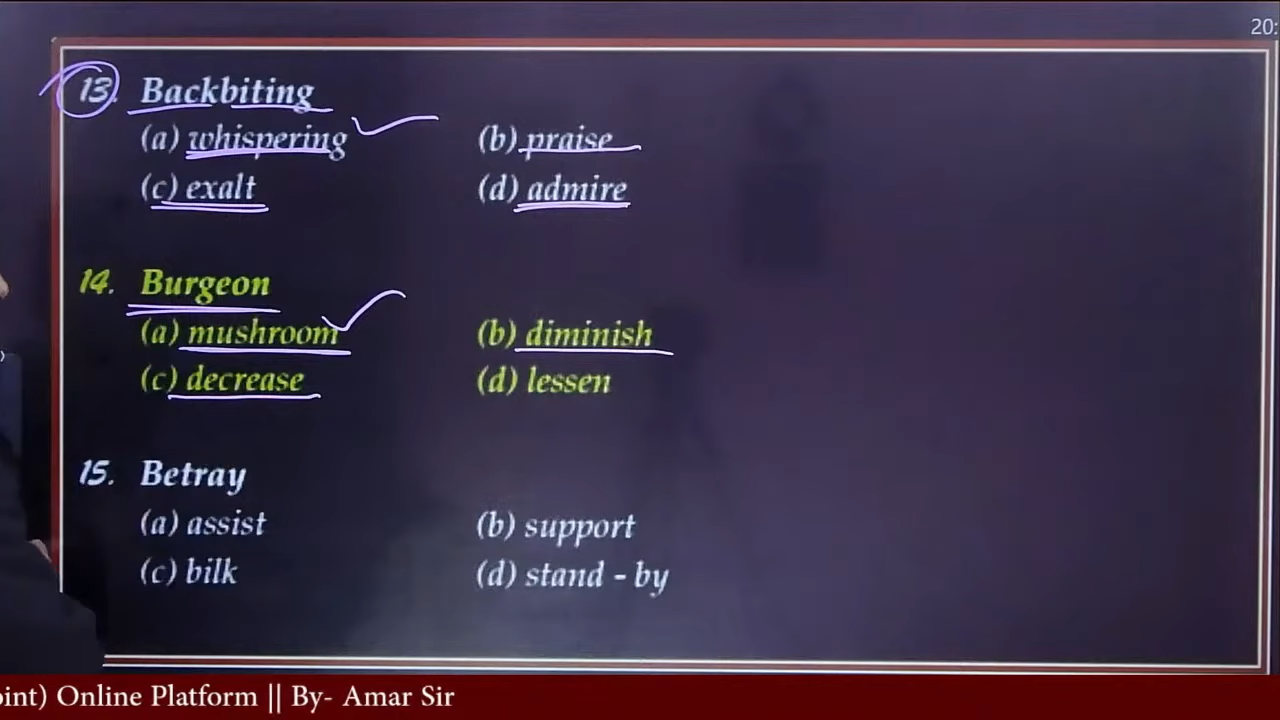 20:
13. Backbiting
(a) whispering (b) praise
(c) exalt (d) admire
14. Burgeon
(a) mushroom (b) diminish
(c) decrease (d) lessen
15. Betray
(a) assist (b) support
(c) bilk (d) stand - by
oint) Online Platform || By- Amar Sir